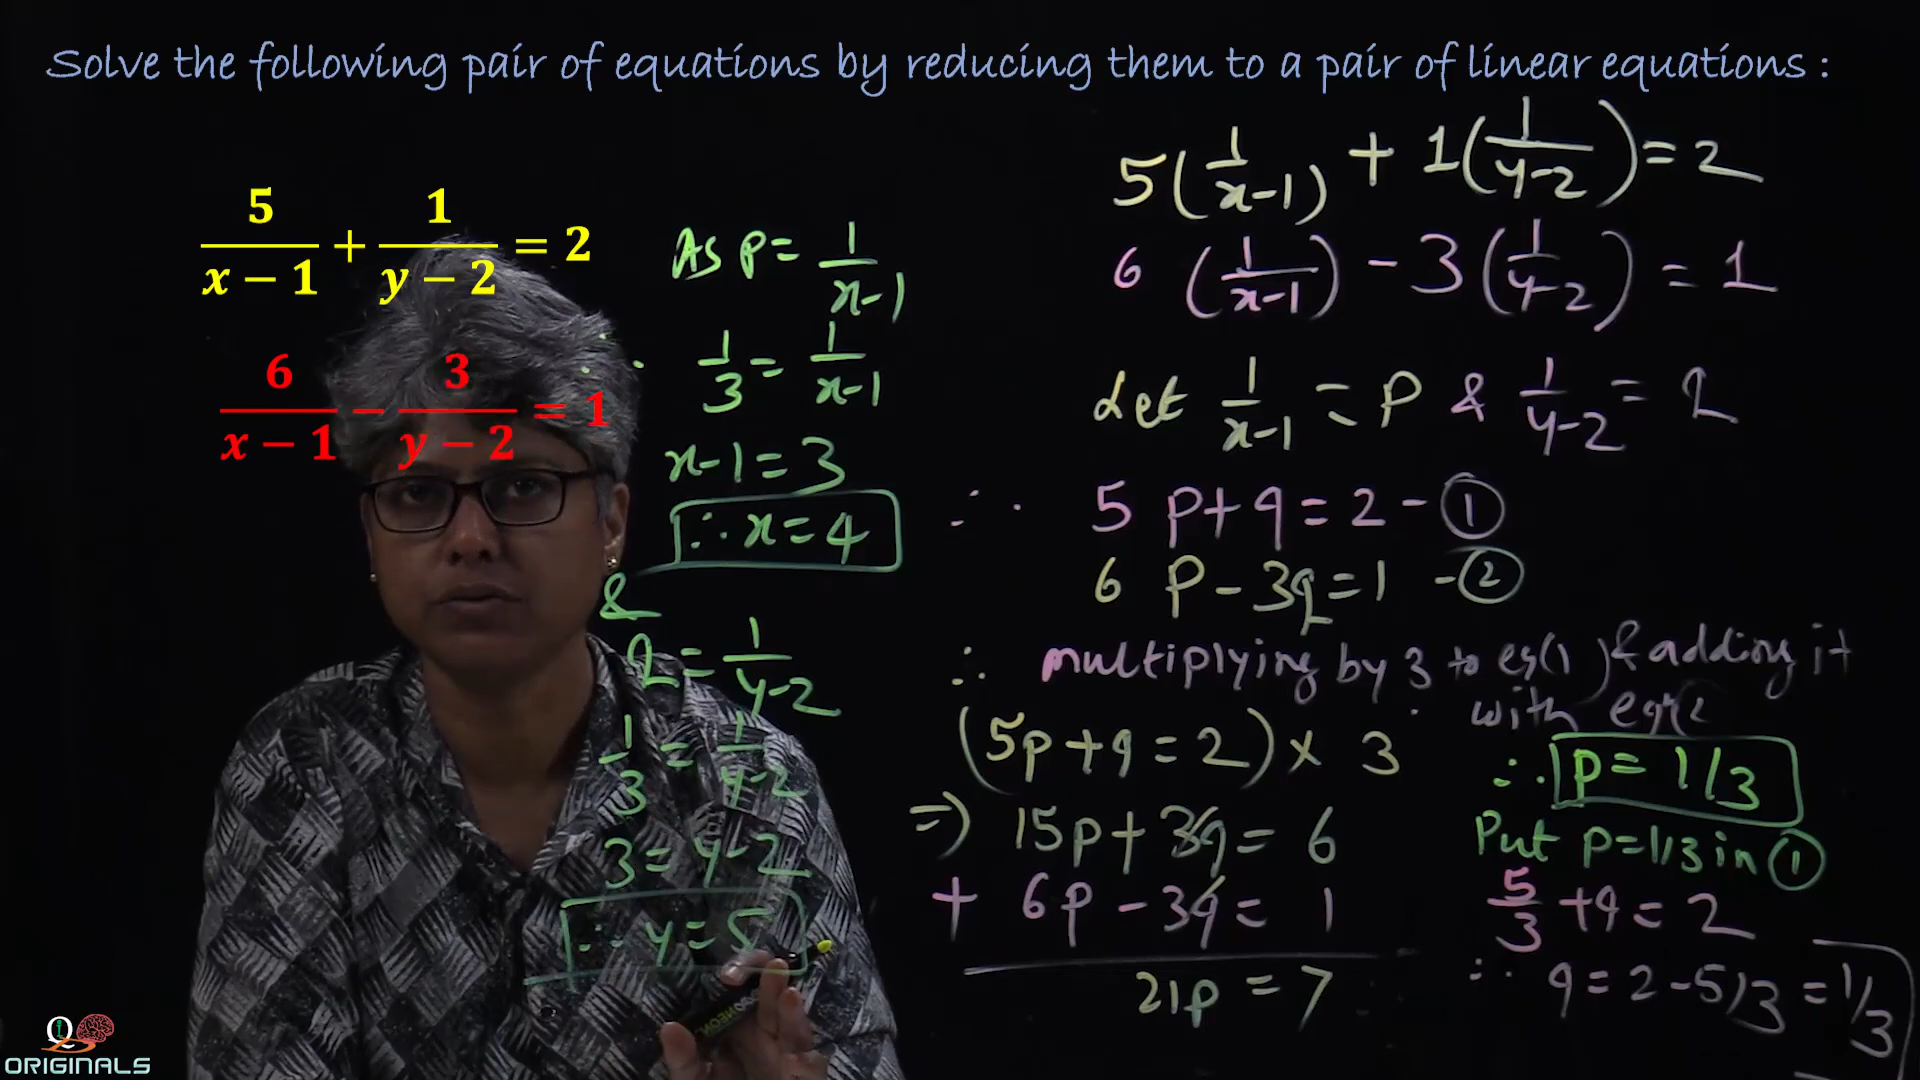 Solve the following pair of equations by reducing them to a pair of linear equations :
5/(x − 1) + 1/(y − 2) = 2
6/(x − 1) − 3/(y − 2) = 1
As p = 1/(x-1)
∴ 1/3 = 1/(x-1)
x-1 = 3
∴ x = 4
&
q = 1/(y-2)
1/3 = 1/(y-2)
3 = y-2
∴ y = 5
5(1/(x-1)) + 1(1/(y-2)) = 2
6 (1/(x-1)) - 3(1/(y-2)) = 1
Let 1/(x-1) = p & 1/(y-2) = q
∴ 5 p + q = 2 - ①
6 p - 3q = 1 - ②
∴ multiplying by 3 to eq(1) & adding it
with eq(2
(5p + q = 2) × 3
=) 15p + 3q = 6
+ 6p - 3q = 1
21p = 7
∴ p = 1/3
Put p = 1/3 in ①
5/3 + q = 2
∴ q = 2 - 5/3 = 1/3
Q
ORIGINALS